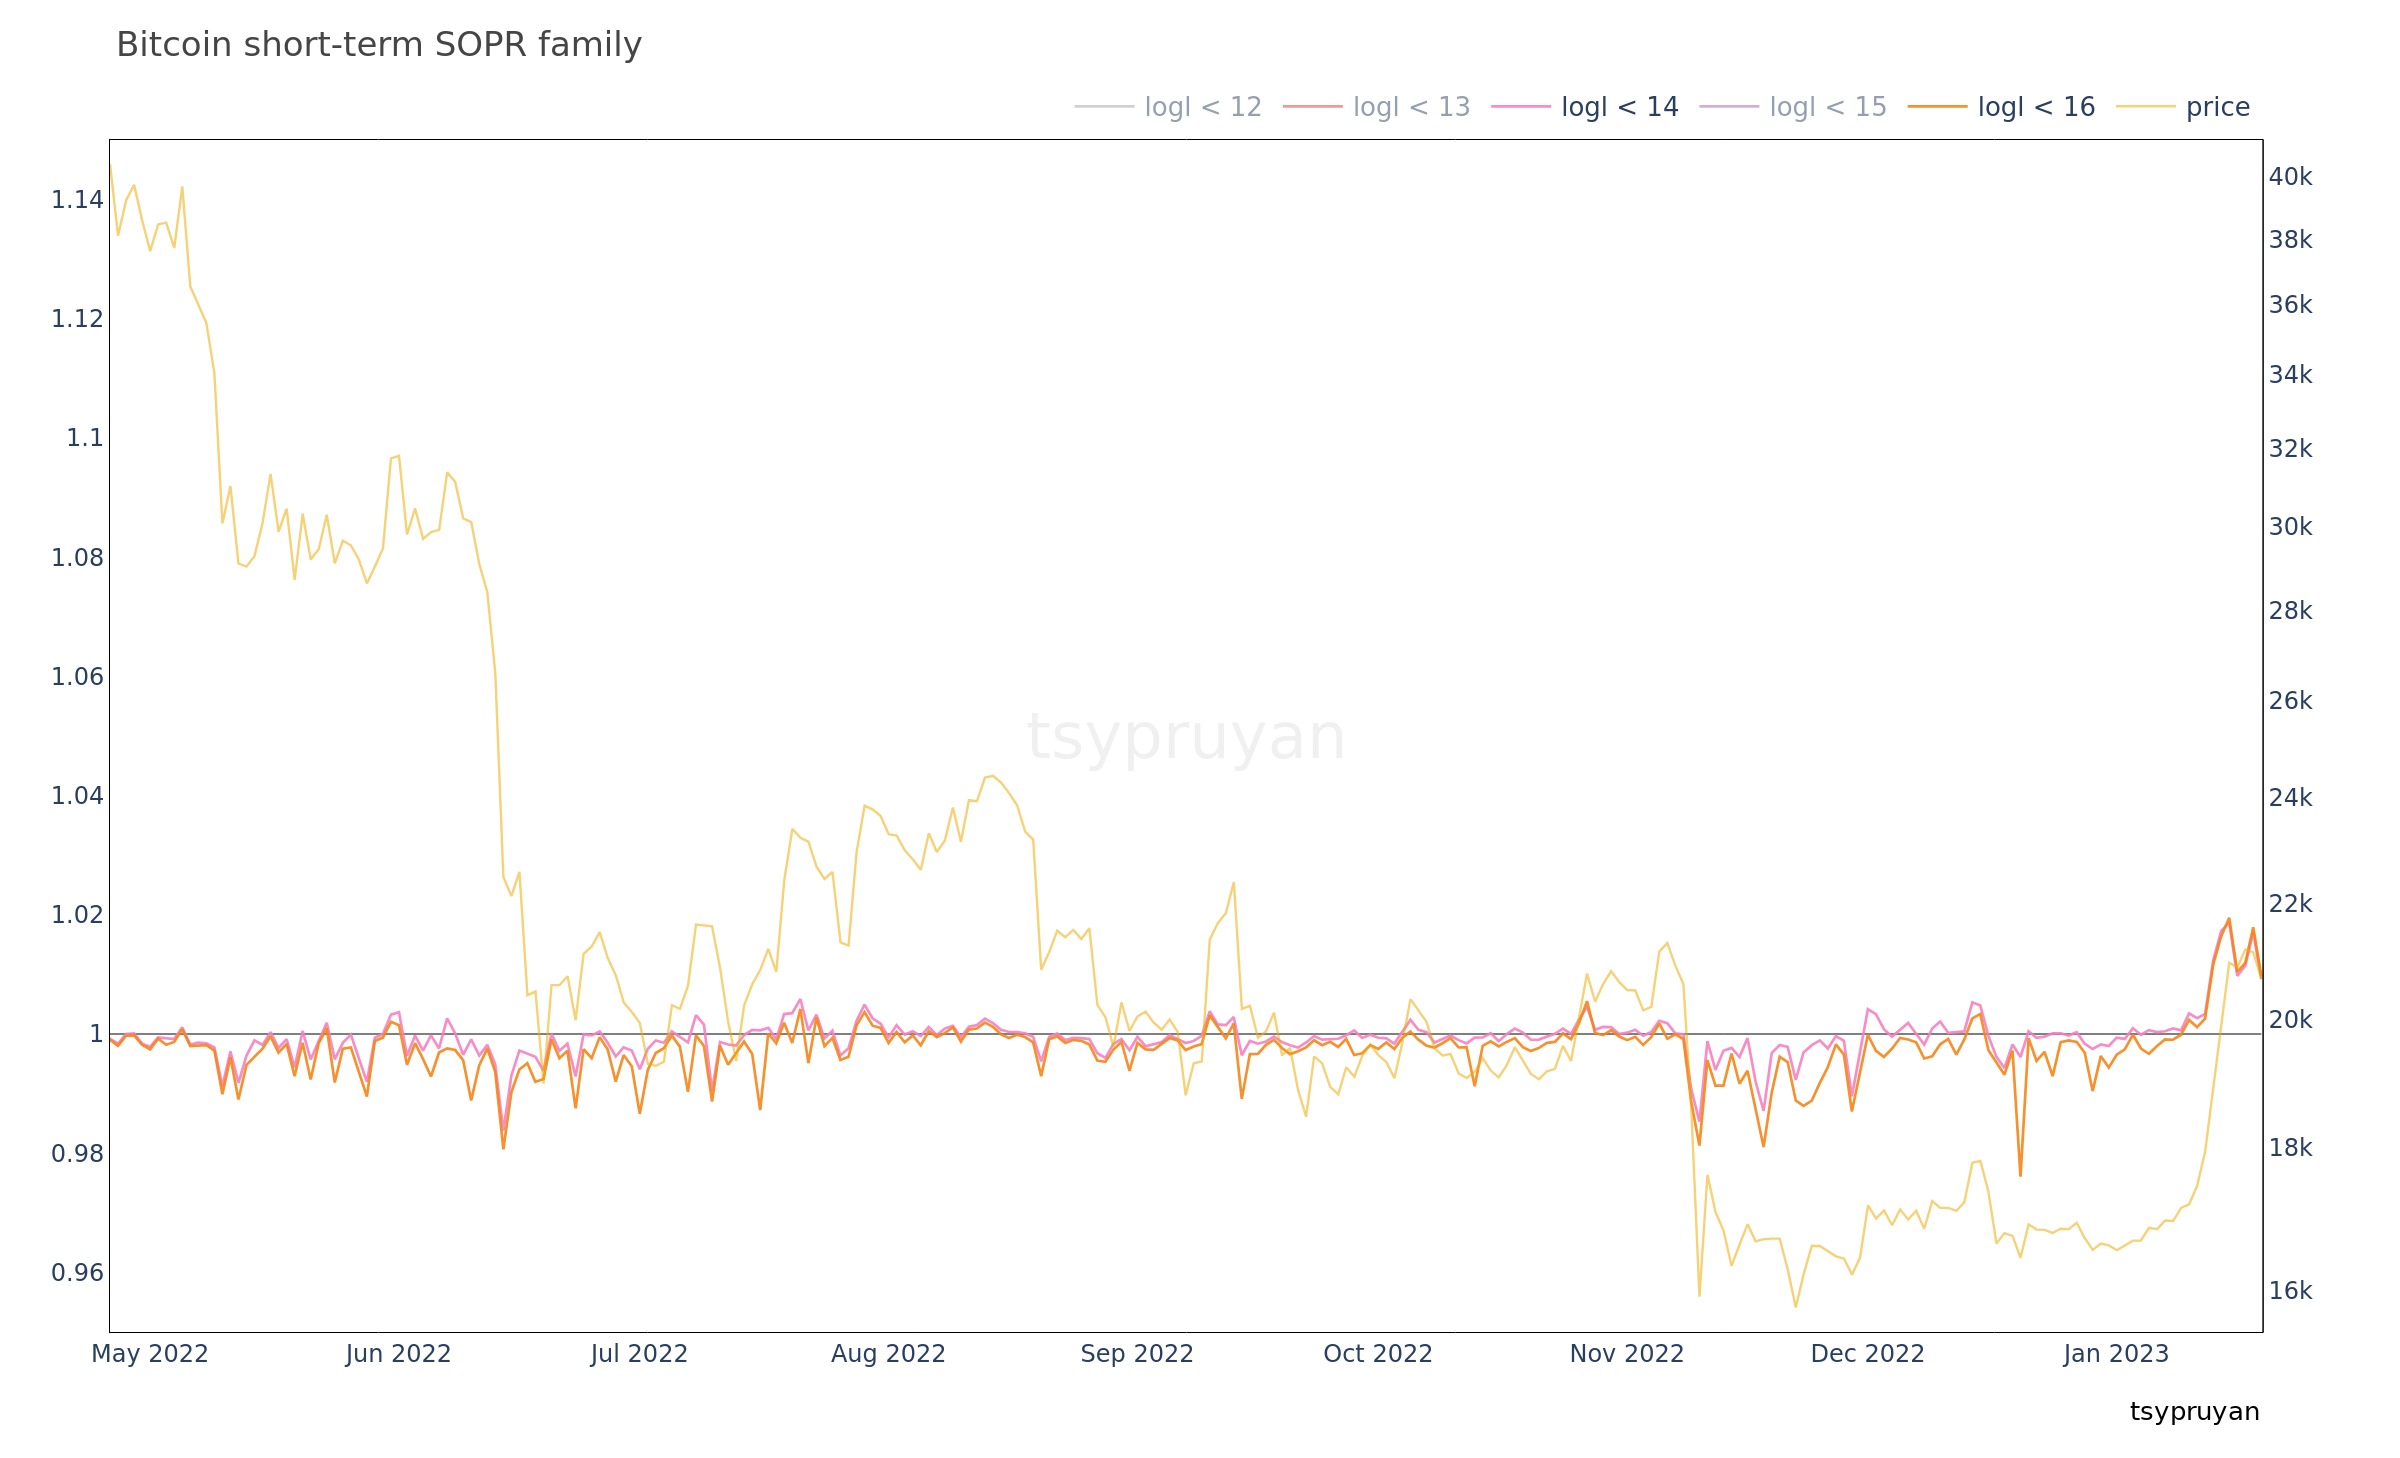 Bitcoin short-term SOPR family
logl < 12 logl < 13 logl < 14 logl < 15 logl < 16 price
1.14
1.12
1.1
1.08
1.06
1.04
1.02
1
0.98
0.96
40k
38k
36k
34k
32k
30k
28k
26k
24k
22k
20k
18k
16k
tsypruyan
May 2022 Jun 2022 Jul 2022 Aug 2022 Sep 2022 Oct 2022 Nov 2022 Dec 2022 Jan 2023
tsypruyan